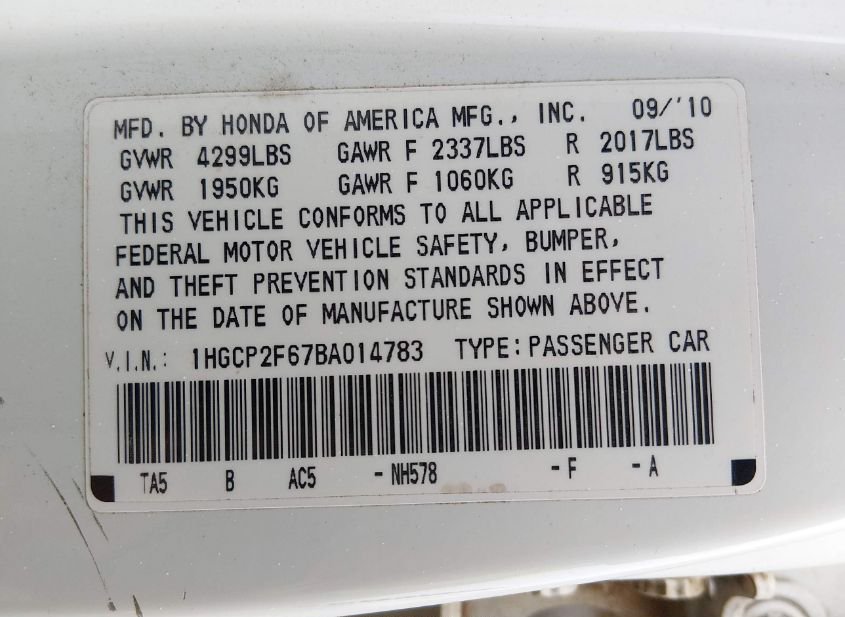 MFD. BY HONDA OF AMERICA MFG., INC. 09/'10
GVWR 4299LBS GAWR F 2337LBS R 2017LBS
GVWR 1950KG GAWR F 1060KG R 915KG
THIS VEHICLE CONFORMS TO ALL APPLICABLE
FEDERAL MOTOR VEHICLE SAFETY, BUMPER,
AND THEFT PREVENTION STANDARDS IN EFFECT
ON THE DATE OF MANUFACTURE SHOWN ABOVE.
V.I.N.: 1HGCP2F67BA014783 TYPE: PASSENGER CAR
TA5 B AC5 - NH578 - F - A